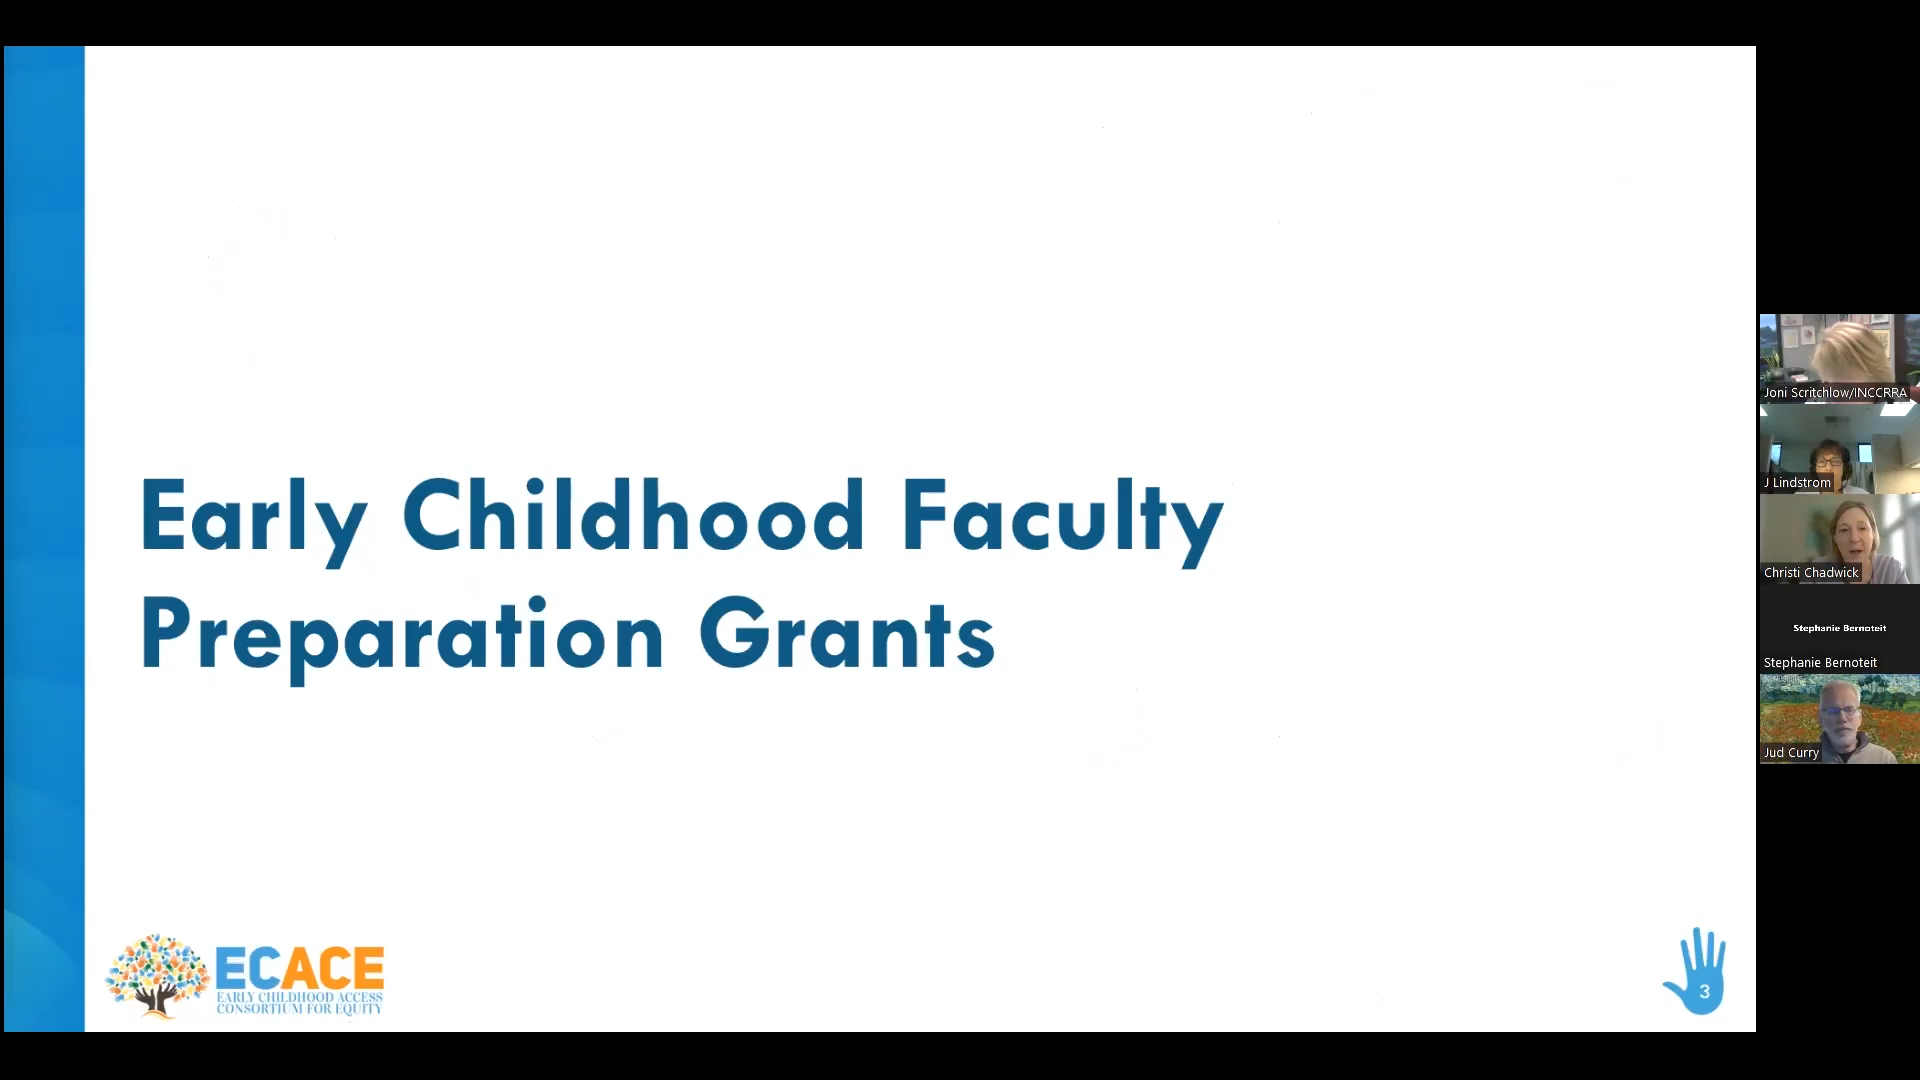 Early Childhood Faculty
Preparation Grants
ECACE
EARLY CHILDHOOD ACCESS
CONSORTIUM FOR EQUITY
3
Joni Scritchlow/INCCRRA
J Lindstrom
Christi Chadwick
Stephanie Bernoteit
Stephanie Bernoteit
Jud Curry